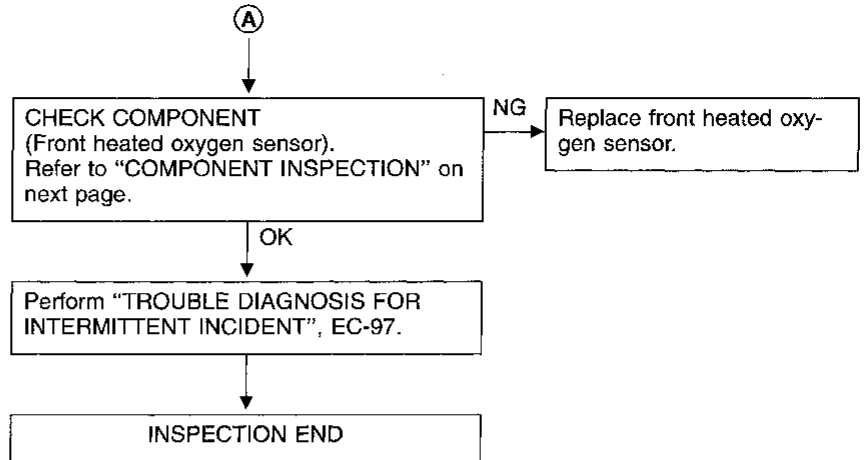 A
CHECK COMPONENT
(Front heated oxygen sensor).
Refer to “COMPONENT INSPECTION” on
next page.
NG
Replace front heated oxy-
gen sensor.
OK
Perform “TROUBLE DIAGNOSIS FOR
INTERMITTENT INCIDENT”, EC-97.
INSPECTION END